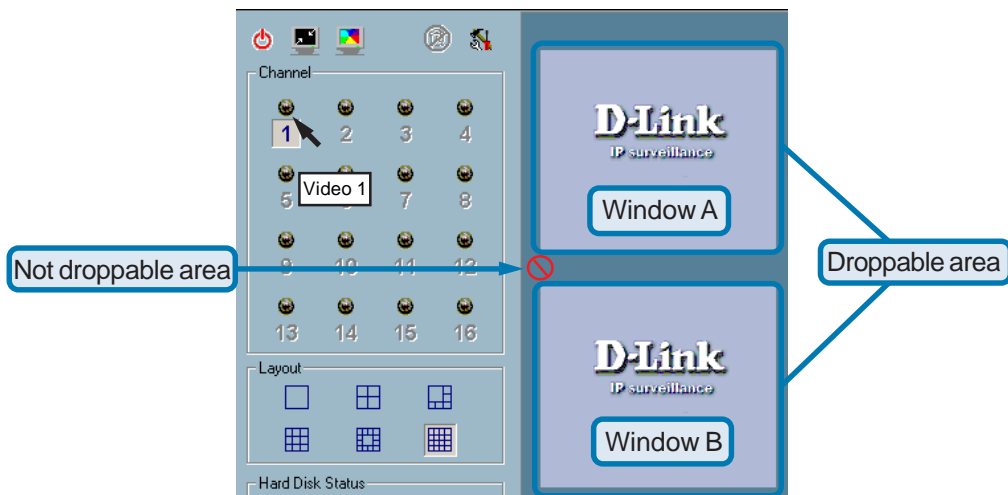 Channel
1 2 3 4
Video 1
5 6 7 8
9 10 11 12
13 14 15 16
Layout
Hard Disk Status
D-Link
IP surveillance
Window A
D-Link
IP surveillance
Window B
Not droppable area
Droppable area